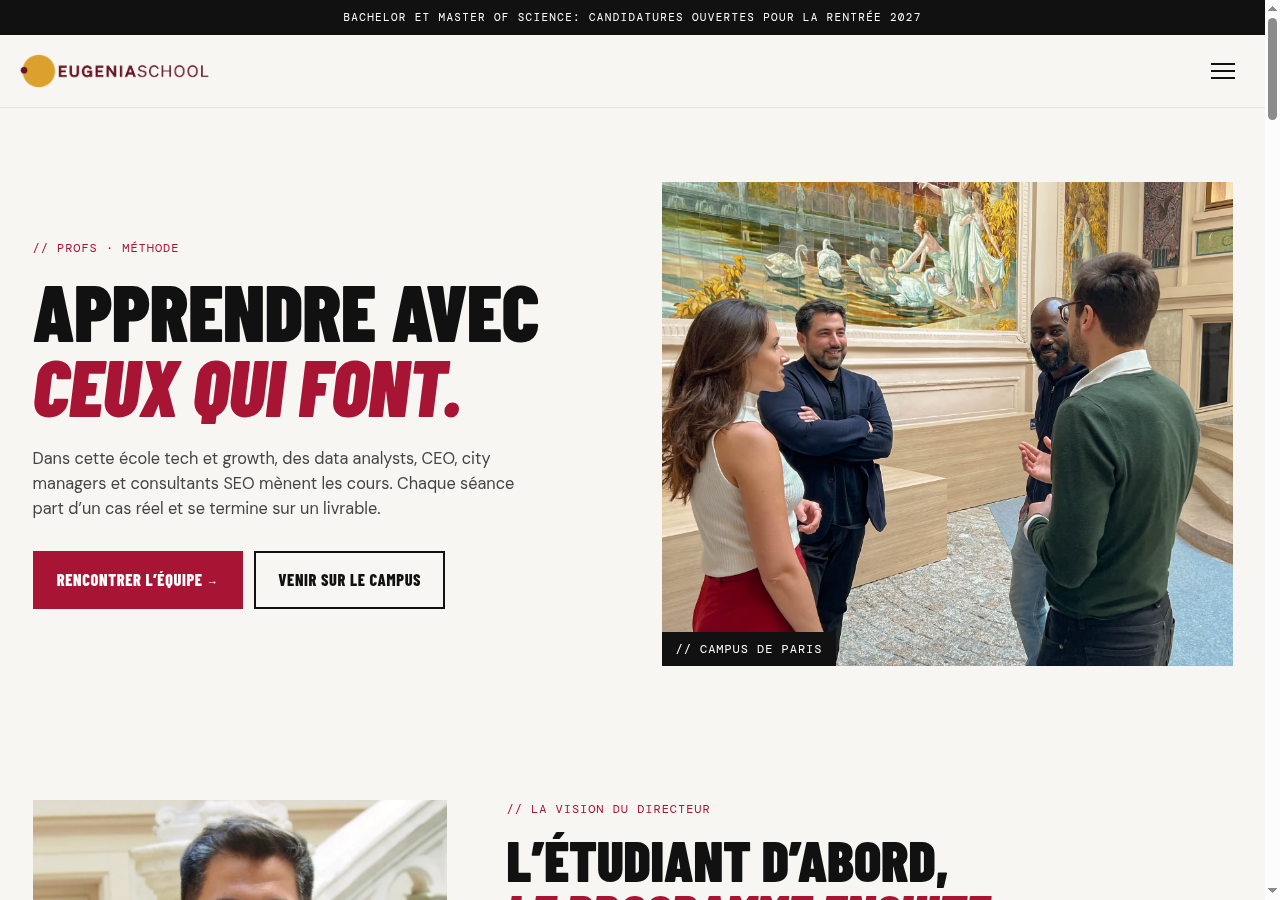 BACHELOR ET MASTER OF SCIENCE: CANDIDATURES OUVERTES POUR LA RENTRÉE 2027
EUGENIASCHOOL
// PROFS · MÉTHODE
APPRENDRE AVEC
CEUX QUI FONT.
Dans cette école tech et growth, des data analysts, CEO, city
managers et consultants SEO mènent les cours. Chaque séance
part d’un cas réel et se termine sur un livrable.
RENCONTRER L’ÉQUIPE →
VENIR SUR LE CAMPUS
// CAMPUS DE PARIS
// LA VISION DU DIRECTEUR
L’ÉTUDIANT D’ABORD,
LE PROGRAMME ENSUITE